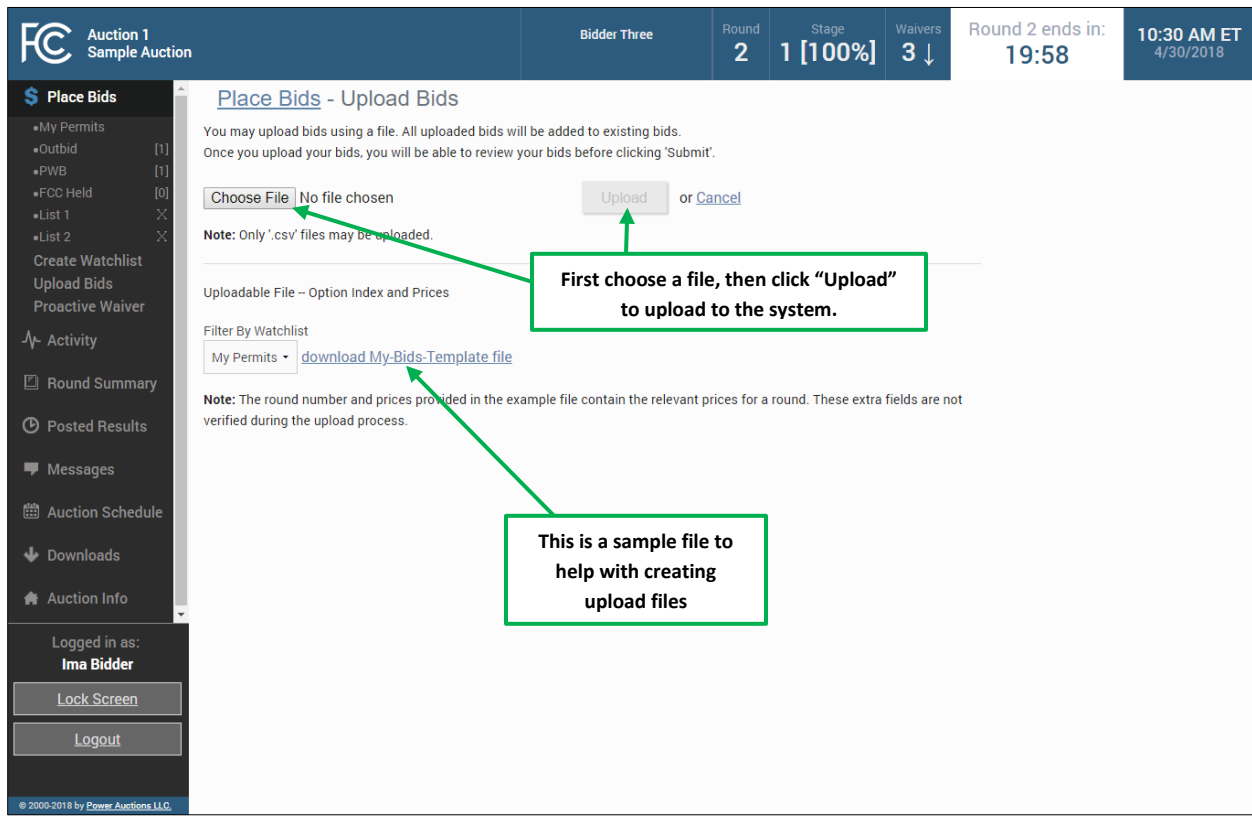 FCC
Auction 1
Sample Auction
Bidder Three
Round
2
Stage
1 [100%]
Waivers
3 ↓
Round 2 ends in:
19:58
10:30 AM ET
4/30/2018
$ Place Bids
•My Permits
•Outbid [1]
•PWB [1]
•FCC Held [0]
•List 1 X
•List 2 X
Create Watchlist
Upload Bids
Proactive Waiver
Activity
Round Summary
Posted Results
Messages
Auction Schedule
Downloads
Auction Info
Logged in as:
Ima Bidder
Lock Screen
Logout
© 2000-2018 by Power Auctions LLC.
Place Bids - Upload Bids
You may upload bids using a file. All uploaded bids will be added to existing bids.
Once you upload your bids, you will be able to review your bids before clicking 'Submit'.
Choose File No file chosen
Upload or Cancel
Note: Only '.csv' files may be uploaded.
First choose a file, then click “Upload”
to upload to the system.
Uploadable File -- Option Index and Prices
Filter By Watchlist
My Permits download My-Bids-Template file
Note: The round number and prices provided in the example file contain the relevant prices for a round. These extra fields are not
verified during the upload process.
This is a sample file to
help with creating
upload files